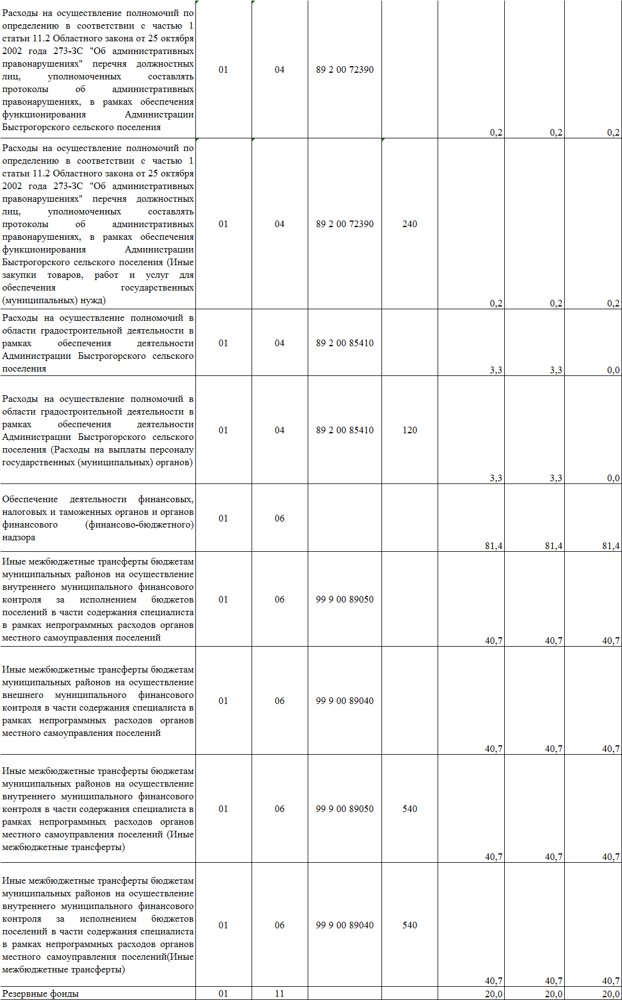 Расходы на осуществление полномочий по
определению в соответствии с частью 1
статьи 11.2 Областного закона от 25 октября
2002 года 273-ЗС "Об административных
правонарушениях" перечня должностных
лиц, уполномоченных составлять
протоколы об административных
правонарушениях, в рамках обеспечения
функционирования Администрации
Быстрогорского сельского поселения
01 04 89 2 00 72390
0,2 0,2 0,2
Расходы на осуществление полномочий по
определению в соответствии с частью 1
статьи 11.2 Областного закона от 25 октября
2002 года 273-ЗС "Об административных
правонарушениях" перечня должностных
лиц, уполномоченных составлять
протоколы об административных
правонарушениях, в рамках обеспечения
функционирования Администрации
Быстрогорского сельского поселения (Иные
закупки товаров, работ и услуг для
обеспечения государственных
(муниципальных) нужд)
01 04 89 2 00 72390 240
0,2 0,2 0,2
Расходы на осуществление полномочий в
области градостроительной деятельности в
рамках обеспечения деятельности
Администрации Быстрогорского сельского
поселения
01 04 89 2 00 85410
3,3 3,3 0,0
Расходы на осуществление полномочий в
области градостроительной деятельности в
рамках обеспечения деятельности
Администрации Быстрогорского сельского
поселения (Расходы на выплаты персоналу
государственных (муниципальных) органов)
01 04 89 2 00 85410 120
3,3 3,3 0,0
Обеспечение деятельности финансовых,
налоговых и таможенных органов и органов
финансового (финансово-бюджетного)
надзора
01 06
81,4 81,4 81,4
Иные межбюджетные трансферты бюджетам
муниципальных районов на осуществление
внутреннего муниципального финансового
контроля за исполнением бюджетов
поселений в части содержания специалиста
в рамках непрограммных расходов органов
местного самоуправления поселений
01 06 99 9 00 89050
40,7 40,7 40,7
Иные межбюджетные трансферты бюджетам
муниципальных районов на осуществление
внешнего муниципального финансового
контроля в части содержания специалиста в
рамках непрограммных расходов органов
местного самоуправления поселений
01 06 99 9 00 89040
40,7 40,7 40,7
Иные межбюджетные трансферты бюджетам
муниципальных районов на осуществление
внутреннего муниципального финансового
контроля в части содержания специалиста в
рамках непрограммных расходов органов
местного самоуправления поселений (Иные
межбюджетные трансферты)
01 06 99 9 00 89050 540
40,7 40,7 40,7
Иные межбюджетные трансферты бюджетам
муниципальных районов на осуществление
внутреннего муниципального финансового
контроля за исполнением бюджетов
поселений в части содержания специалиста
в рамках непрограммных расходов органов
местного самоуправления поселений(Иные
межбюджетные трансферты)
01 06 99 9 00 89040 540
40,7 40,7 40,7
Резервные фонды 01 11 20,0 20,0 20,0